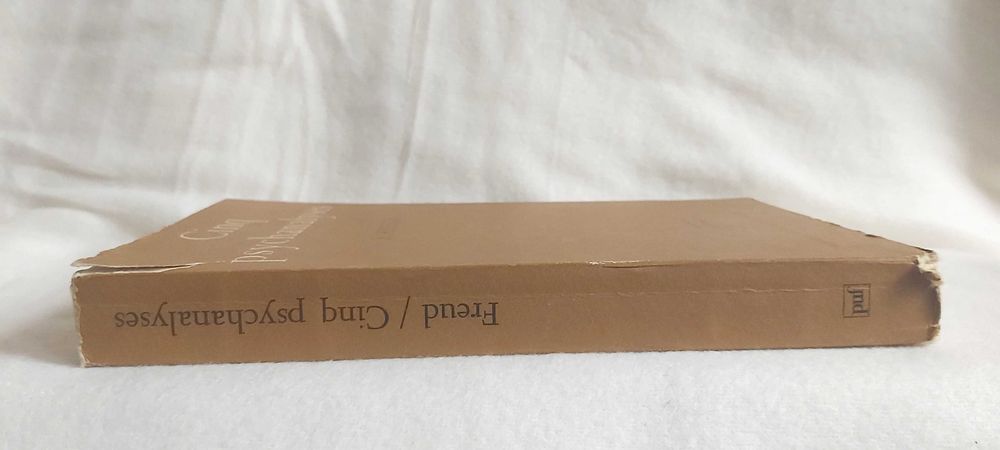 Cinq
psychanalyses
Freud / Cinq psychanalyses
puf